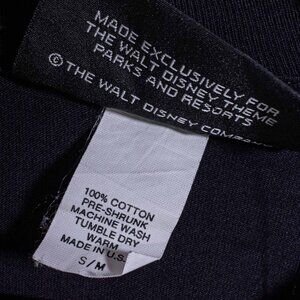 MADE EXCLUSIVELY FOR
THE WALT DISNEY THEME
PARKS AND RESORTS
© THE WALT DISNEY COMPANY
100% COTTON
PRE-SHRUNK
MACHINE WASH
TUMBLE DRY
WARM
MADE IN U.S.
S/M